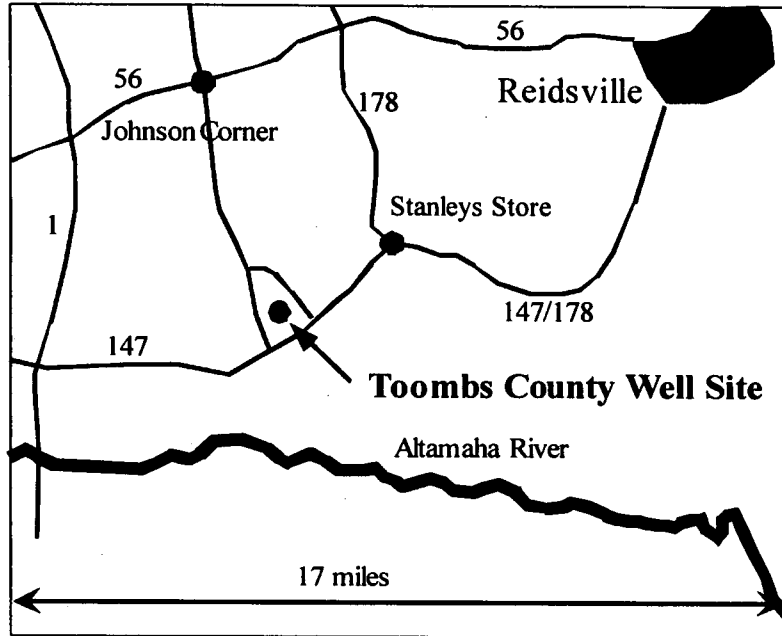 56
56
Reidsville
178
Johnson Corner
Stanleys Store
1
147/178
147
Toombs County Well Site
Altamaha River
17 miles